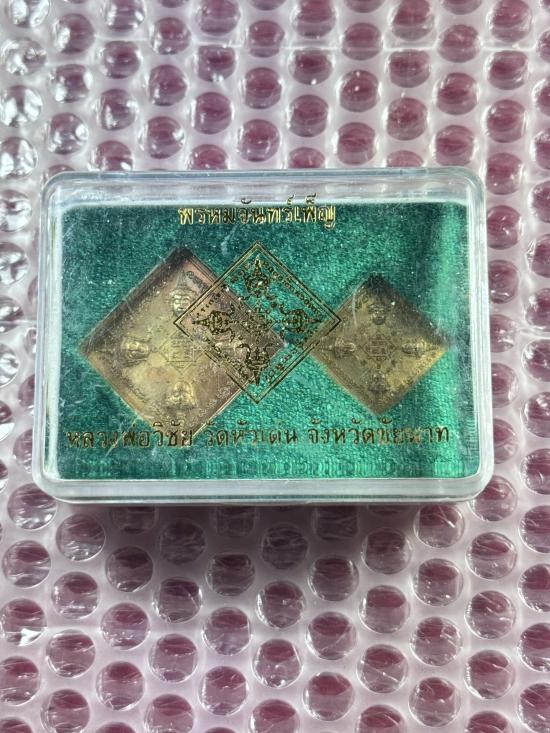 พรหมจันทร์เพ็ญ
หลวงพ่อวิชัย วัดหัวเด่น จังหวัดชัยนาท